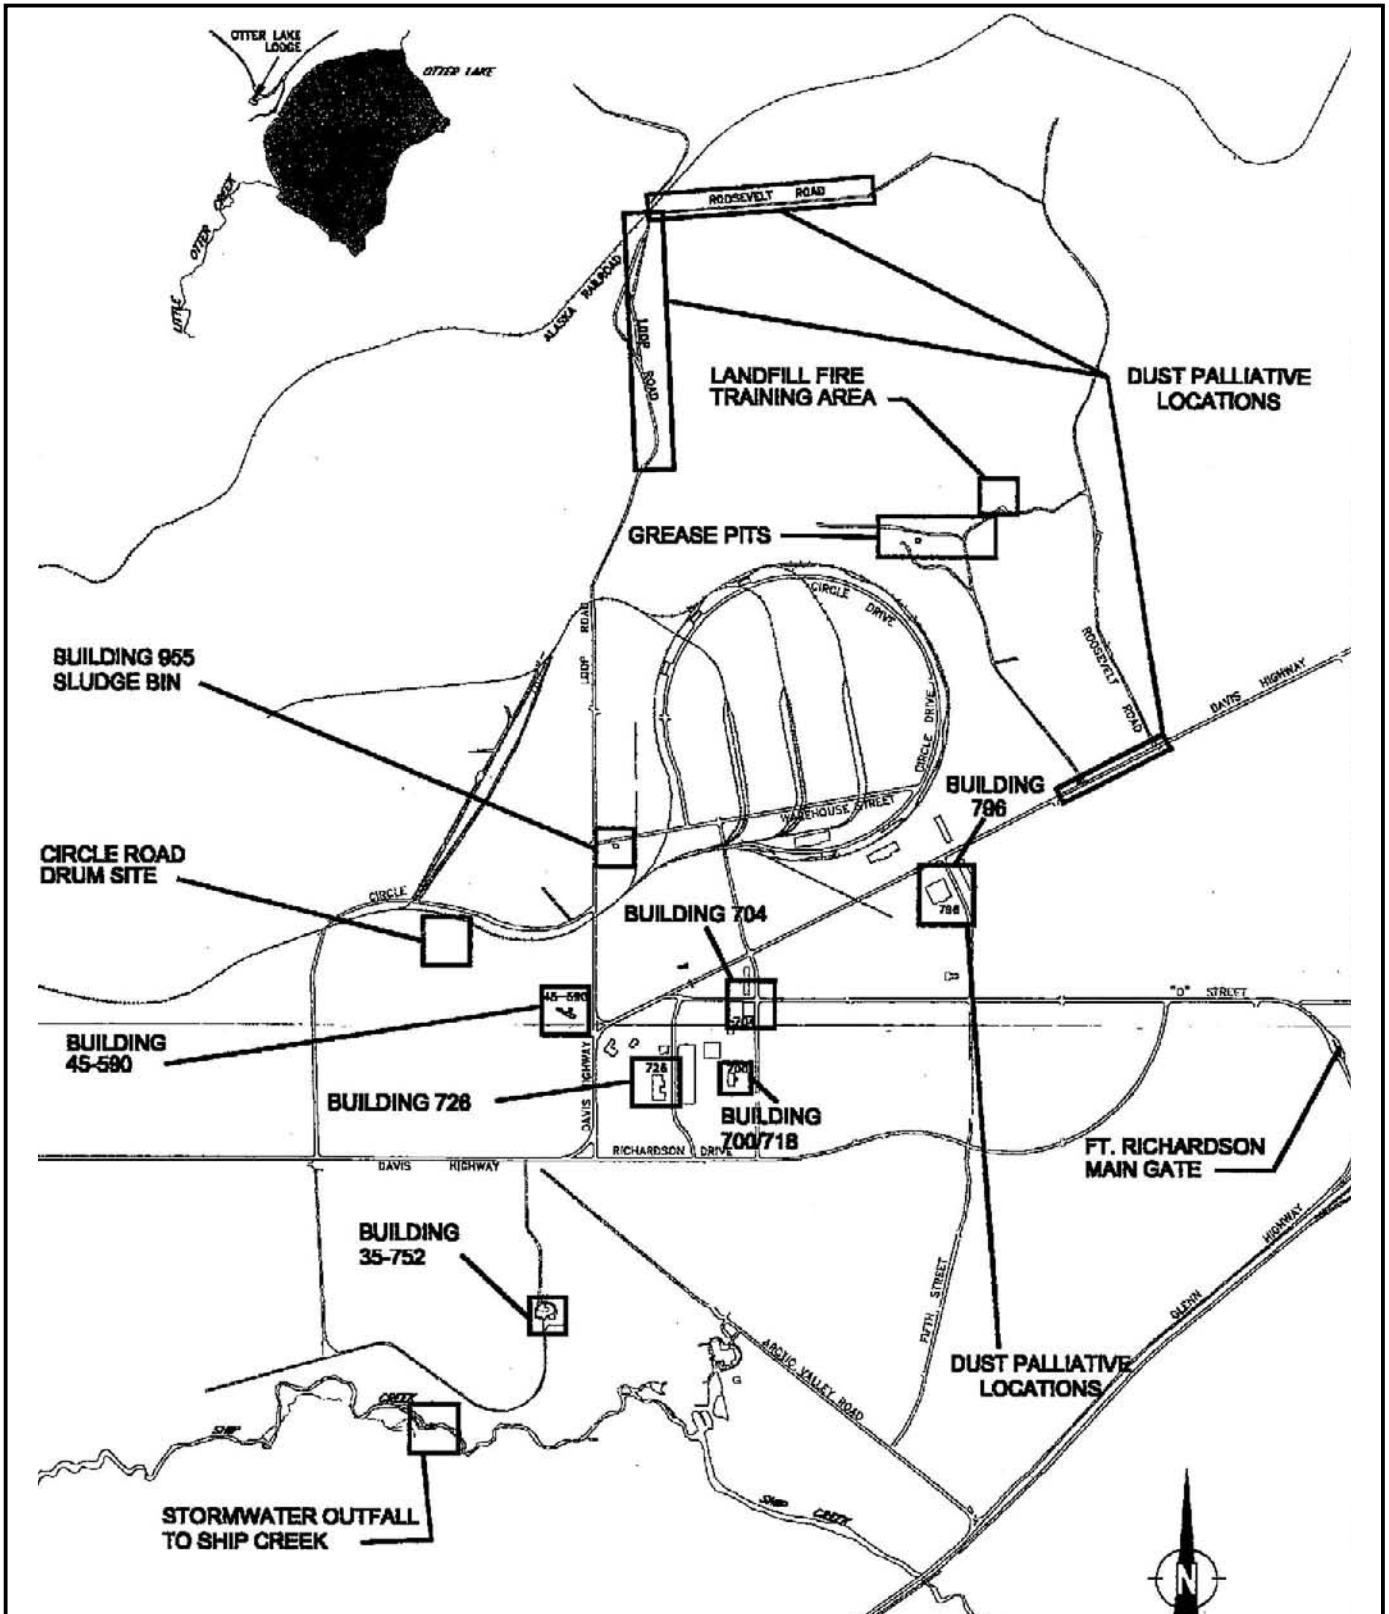 OTTER LAKE
LODGE
OTTER LAKE
LITTLE OTTER CREEK
ROOSEVELT ROAD
ALASKA RAILROAD
LOOP ROAD
LANDFILL FIRE
TRAINING AREA
DUST PALLIATIVE
LOCATIONS
GREASE PITS
CIRCLE DRIVE
LOOP ROAD
ROOSEVELT ROAD
BUILDING 955
SLUDGE BIN
DAVIS HIGHWAY
CIRCLE DRIVE
BUILDING
796
WAREHOUSE STREET
CIRCLE ROAD
DRUM SITE
CIRCLE
BUILDING 704
796
45-590
"D" STREET
704
BUILDING
45-590
DAVIS HIGHWAY
726
700
BUILDING 726
BUILDING
700/718
RICHARDSON DRIVE
FT. RICHARDSON
MAIN GATE
DAVIS HIGHWAY
BUILDING
35-752
GLENN HIGHWAY
FIFTH STREET
ARCTIC VALLEY ROAD
DUST PALLIATIVE
LOCATIONS
G
SHIP CREEK
STORMWATER OUTFALL
TO SHIP CREEK
SHIP CREEK
N